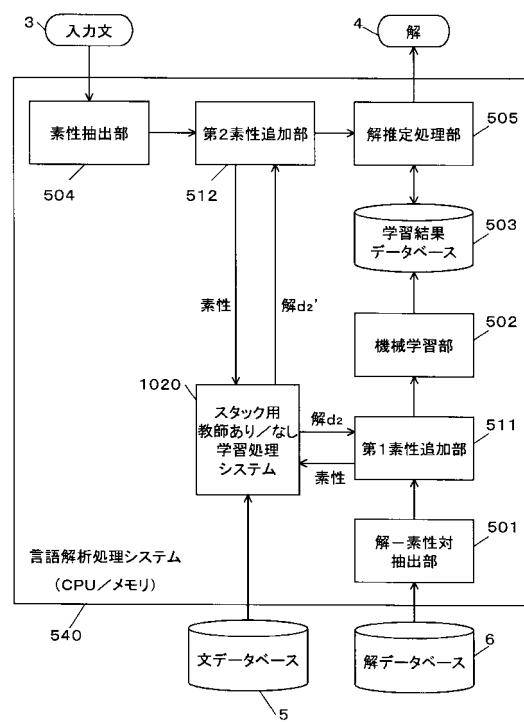 3
入力文
4
解
素性抽出部
504
第2素性追加部
512
解推定処理部
505
学習結果
データベース
503
素性
解d₂'
機械学習部
502
1020
スタック用
教師あり／なし
学習処理
システム
解d₂
素性
第1素性追加部
511
解－素性対
抽出部
501
言語解析処理システム
（CPU／メモリ）
540
文データベース
5
解データベース
6